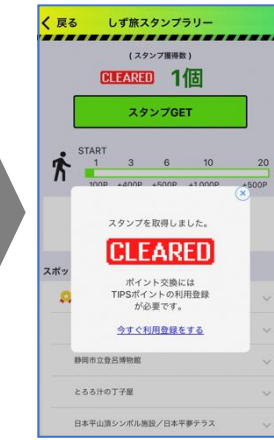 戻る しず旅スタンプラリー
( スタンプ獲得数 )
CLEARED 1個
スタンプGET
START
1 3 6 10 20
100P +400P +500P +1,000P +500P
スタンプを取得しました。
CLEARED
ポイント交換には
TIPSポイントの利用登録
が必要です。
今すぐ利用登録をする
スポッ
静岡市立登呂博物館
とろろ汁の丁子屋
日本平山頂シンボル施設／日本平夢テラス